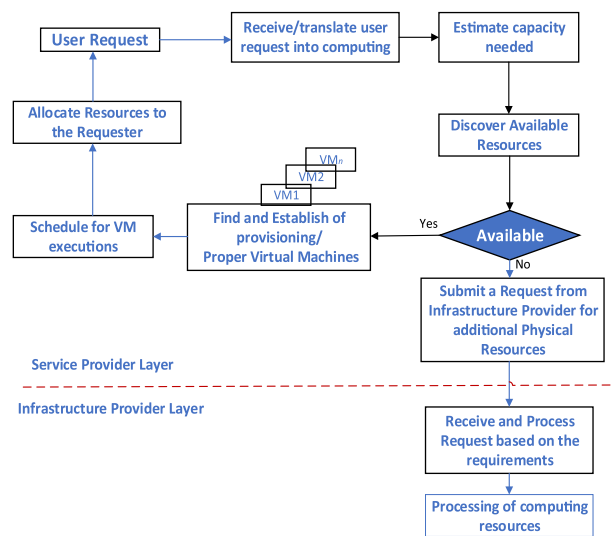 User Request
Receive/translate user
request into computing
Estimate capacity
needed
Allocate Resources to
the Requester
Discover Available
Resources
VMn
VM2
VM1
Schedule for VM
executions
Find and Establish of
provisioning/
Proper Virtual Machines
Yes
Available
No
Submit a Request from
Infrastructure Provider for
additional Physical
Resources
Service Provider Layer
Infrastructure Provider Layer
Receive and Process
Request based on the
requirements
Processing of computing
resources